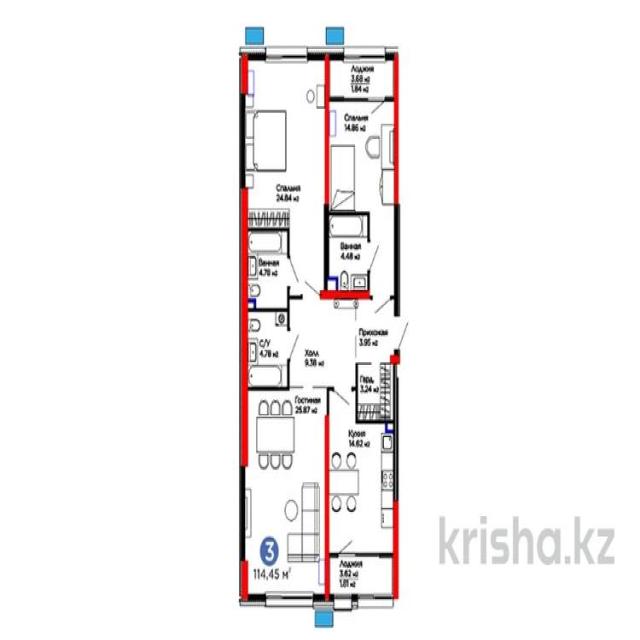 Лоджия
3.68 м2
1.84 м2
Спальня
14.86 м2
Спальня
24.84 м2
Ванная
4.48 м2
Ванная
4.78 м2
Прихожая
3.95 м2
С/У
4.78 м2
Холл
9.38 м2
Гард.
3.24 м2
Гостиная
25.87 м2
Кухня
14.62 м2
3
114,45 м²
Лоджия
3.62 м2
1.81 м2
krisha.kz